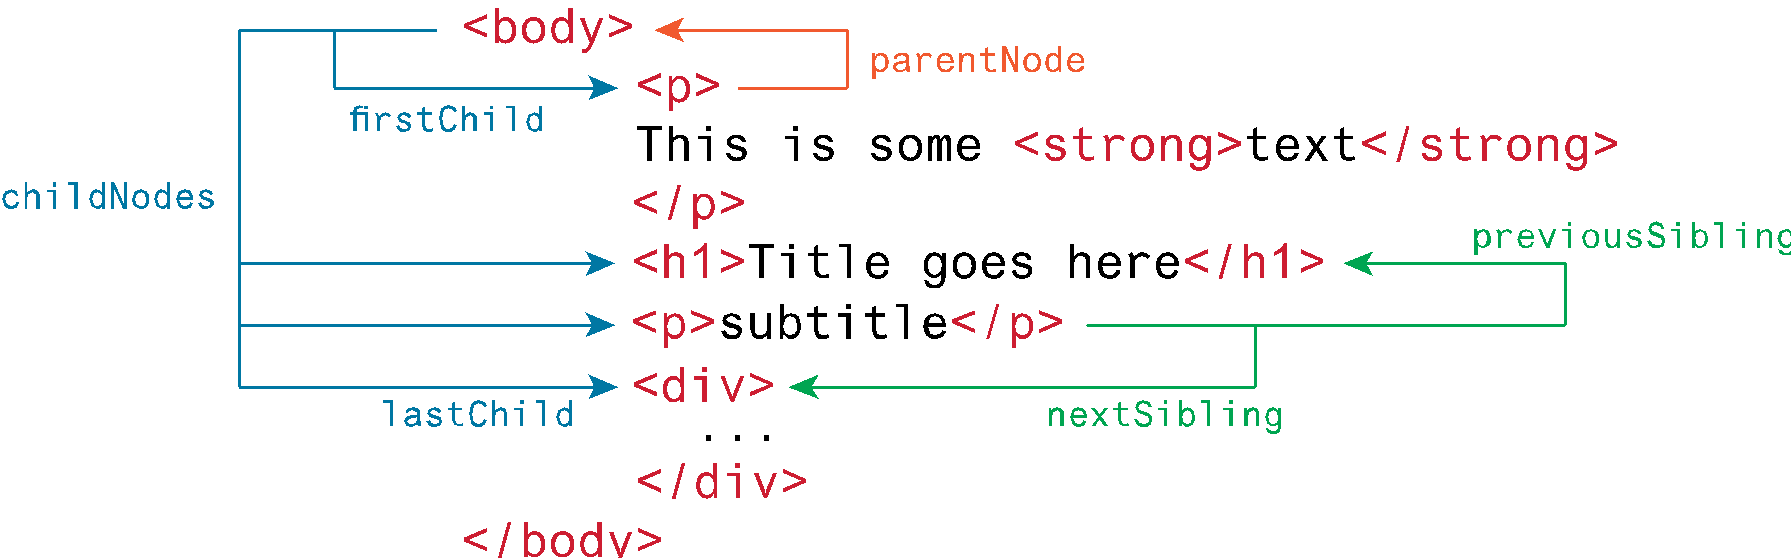 <body>
parentNode
<p>
firstChild
This is some <strong>text</strong>
childNodes
</p>
previousSibling
<h1>Title goes here</h1>
<p>subtitle</p>
<div>
lastChild
nextSibling
...
</div>
</body>